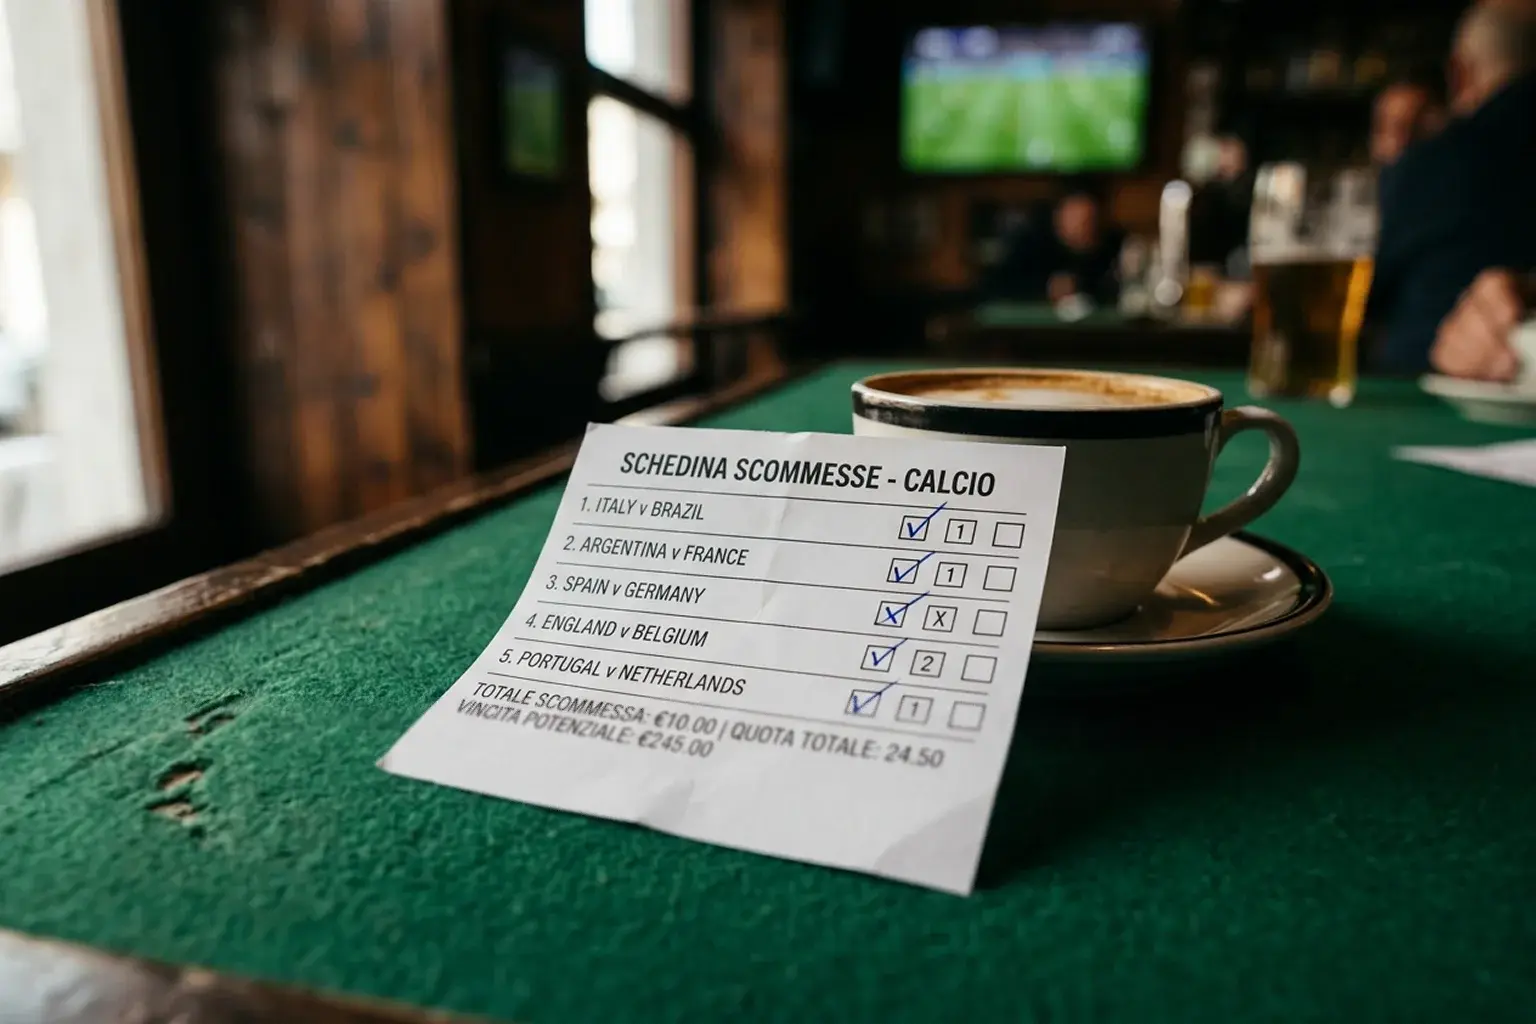 SCHEDINA SCOMMESSE - CALCIO
1. ITALY v BRAZIL 1
2. ARGENTINA v FRANCE 1
3. SPAIN v GERMANY X X
4. ENGLAND v BELGIUM 2
5. PORTUGAL v NETHERLANDS 1
TOTALE SCOMMESSA: €10.00 | QUOTA TOTALE: 24.50
VINCITA POTENZIALE: €245.00